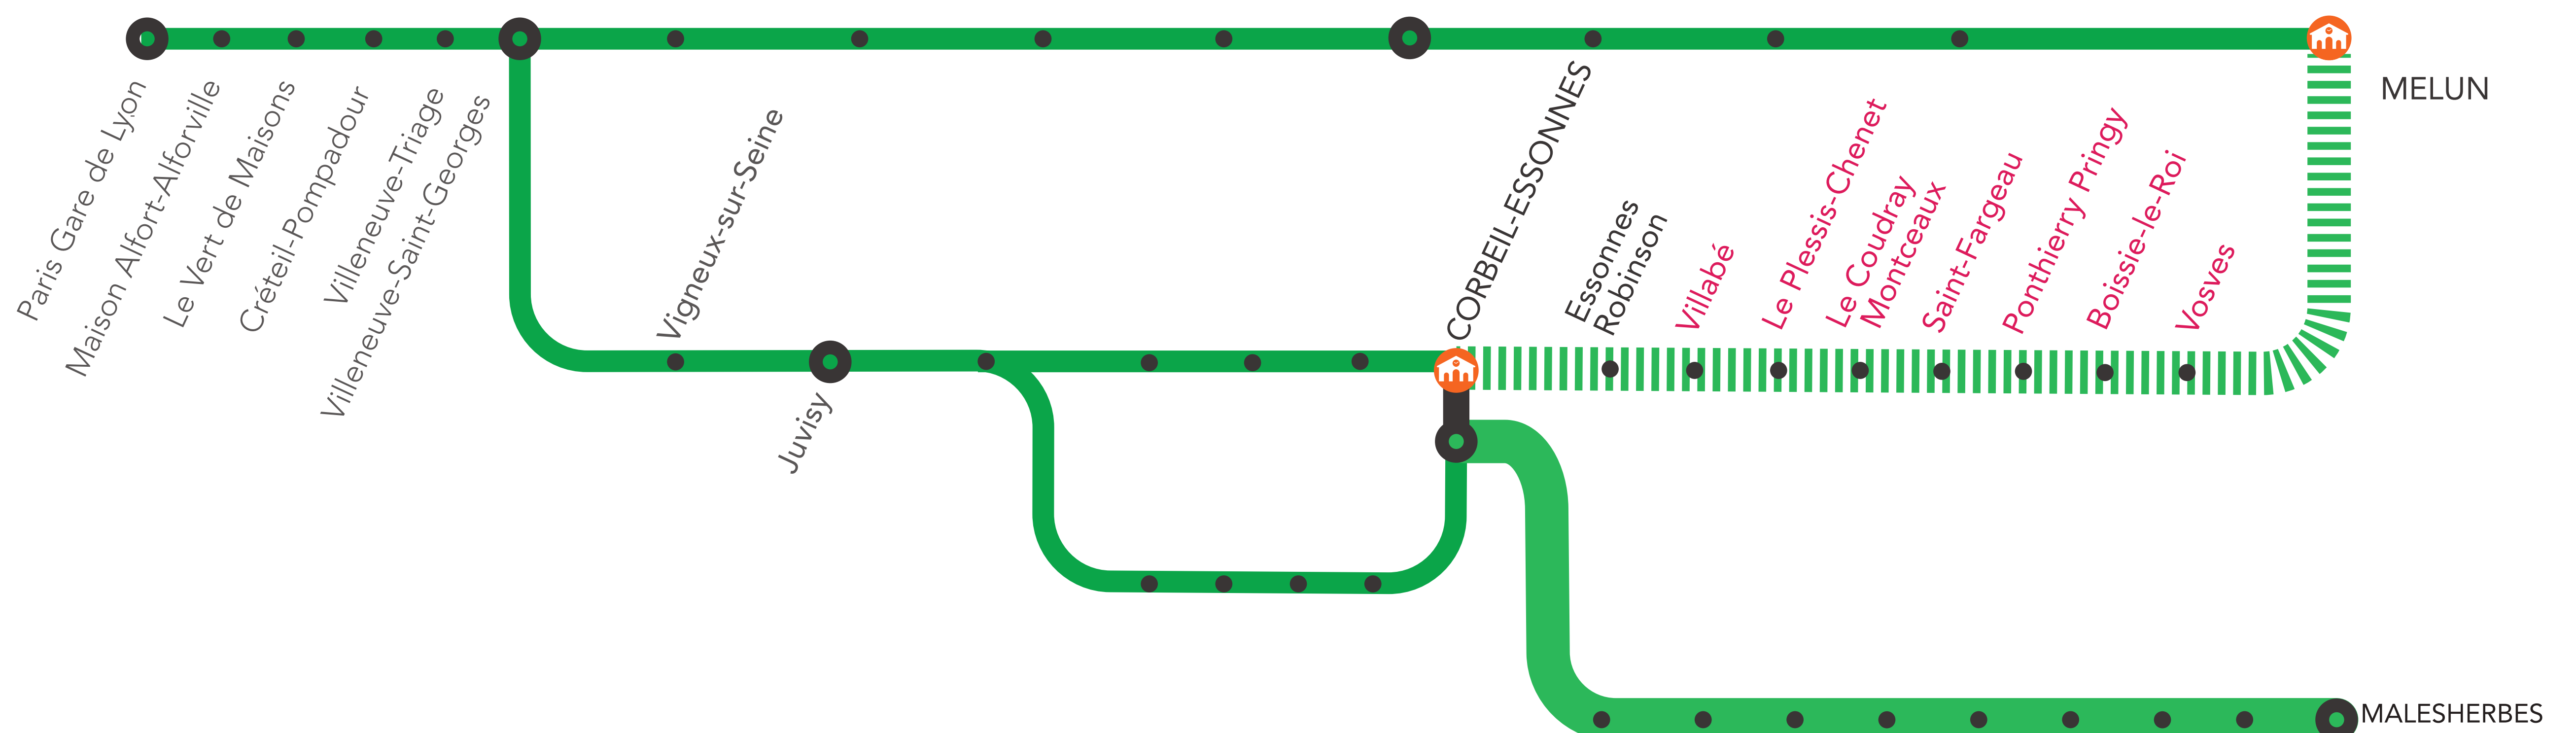 Paris Gare de Lyon
Maison Alfort-Alforville
Le Vert de Maisons
Créteil-Pompadour
Villeneuve-Triage
Villeneuve-Saint-Georges
Vigneux-sur-Seine
Juvisy
CORBEIL-ESSONNES
Essonnes
Robinson
Villabé
Le Plessis-Chenet
Le Coudray
Montceaux
Saint-Fargeau
Ponthierry Pringy
Boissie-le-Roi
Vosves
MELUN
MALESHERBES